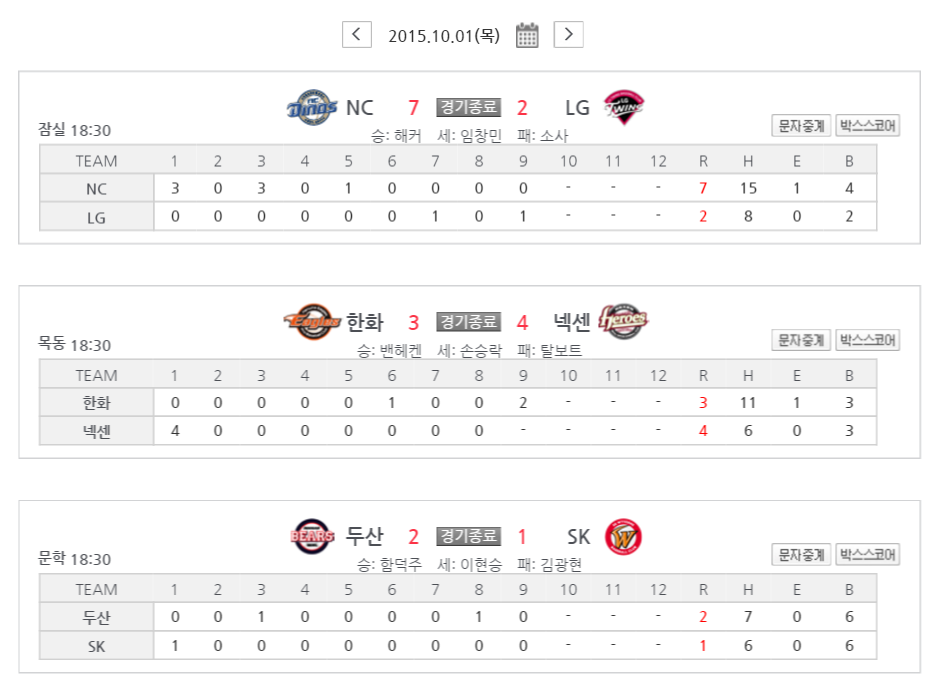 < 2015.10.01(목) >
NC 7 경기종료 2 LG
승: 해커 세: 임창민 패: 소사
잠실 18:30 문자중계 박스스코어
TEAM 1 2 3 4 5 6 7 8 9 10 11 12 R H E B
NC 3 0 3 0 1 0 0 0 0 - - - 7 15 1 4
LG 0 0 0 0 0 0 1 0 1 - - - 2 8 0 2
한화 3 경기종료 4 넥센
승: 밴헤켄 세: 손승락 패: 탈보트
목동 18:30 문자중계 박스스코어
TEAM 1 2 3 4 5 6 7 8 9 10 11 12 R H E B
한화 0 0 0 0 0 1 0 0 2 - - - 3 11 1 3
넥센 4 0 0 0 0 0 0 0 - - - - 4 6 0 3
두산 2 경기종료 1 SK
승: 함덕주 세: 이현승 패: 김광현
문학 18:30 문자중계 박스스코어
TEAM 1 2 3 4 5 6 7 8 9 10 11 12 R H E B
두산 0 0 1 0 0 0 0 1 0 - - - 2 7 0 6
SK 1 0 0 0 0 0 0 0 0 - - - 1 6 0 6